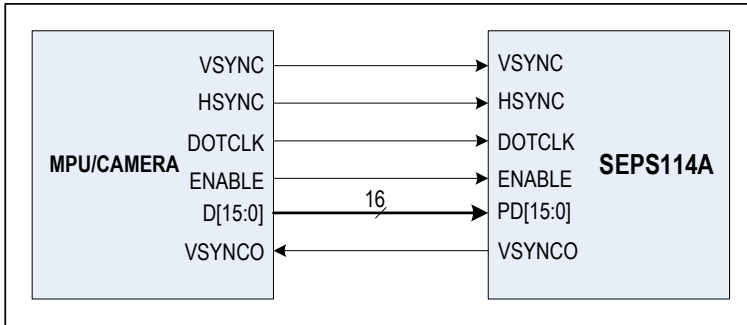 VSYNC
HSYNC
DOTCLK
MPU/CAMERA
ENABLE
D[15:0]
VSYNCO
16
VSYNC
HSYNC
DOTCLK
SEPS114A
ENABLE
PD[15:0]
VSYNCO